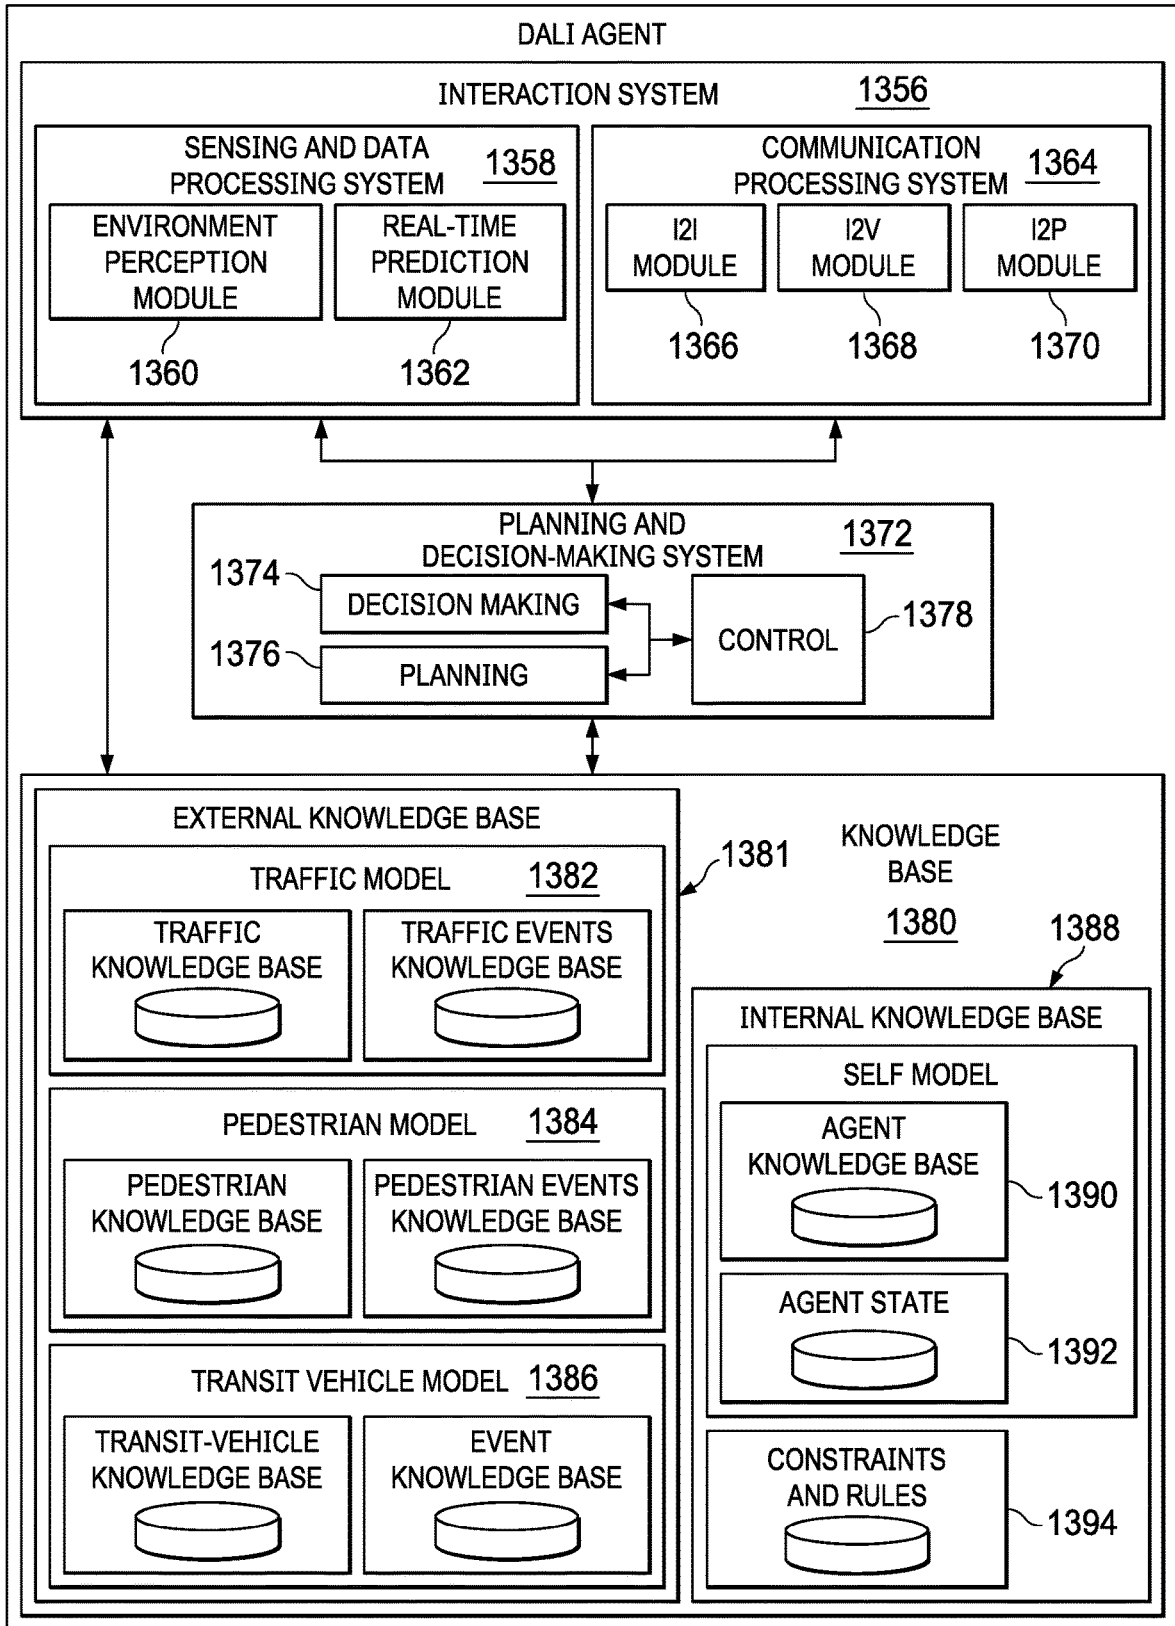 DALI AGENT
INTERACTION SYSTEM 1356
SENSING AND DATA
PROCESSING SYSTEM 1358
ENVIRONMENT
PERCEPTION
MODULE
1360
REAL-TIME
PREDICTION
MODULE
1362
COMMUNICATION
PROCESSING SYSTEM 1364
I2I
MODULE
1366
I2V
MODULE
1368
I2P
MODULE
1370
PLANNING AND
DECISION-MAKING SYSTEM 1372
1374
DECISION MAKING
1376
PLANNING
CONTROL
1378
EXTERNAL KNOWLEDGE BASE
1381
TRAFFIC MODEL 1382
TRAFFIC
KNOWLEDGE BASE
TRAFFIC EVENTS
KNOWLEDGE BASE
PEDESTRIAN MODEL 1384
PEDESTRIAN
KNOWLEDGE BASE
PEDESTRIAN EVENTS
KNOWLEDGE BASE
TRANSIT VEHICLE MODEL 1386
TRANSIT-VEHICLE
KNOWLEDGE BASE
EVENT
KNOWLEDGE BASE
KNOWLEDGE
BASE
1380
1388
INTERNAL KNOWLEDGE BASE
SELF MODEL
AGENT
KNOWLEDGE BASE
1390
AGENT STATE
1392
CONSTRAINTS
AND RULES
1394